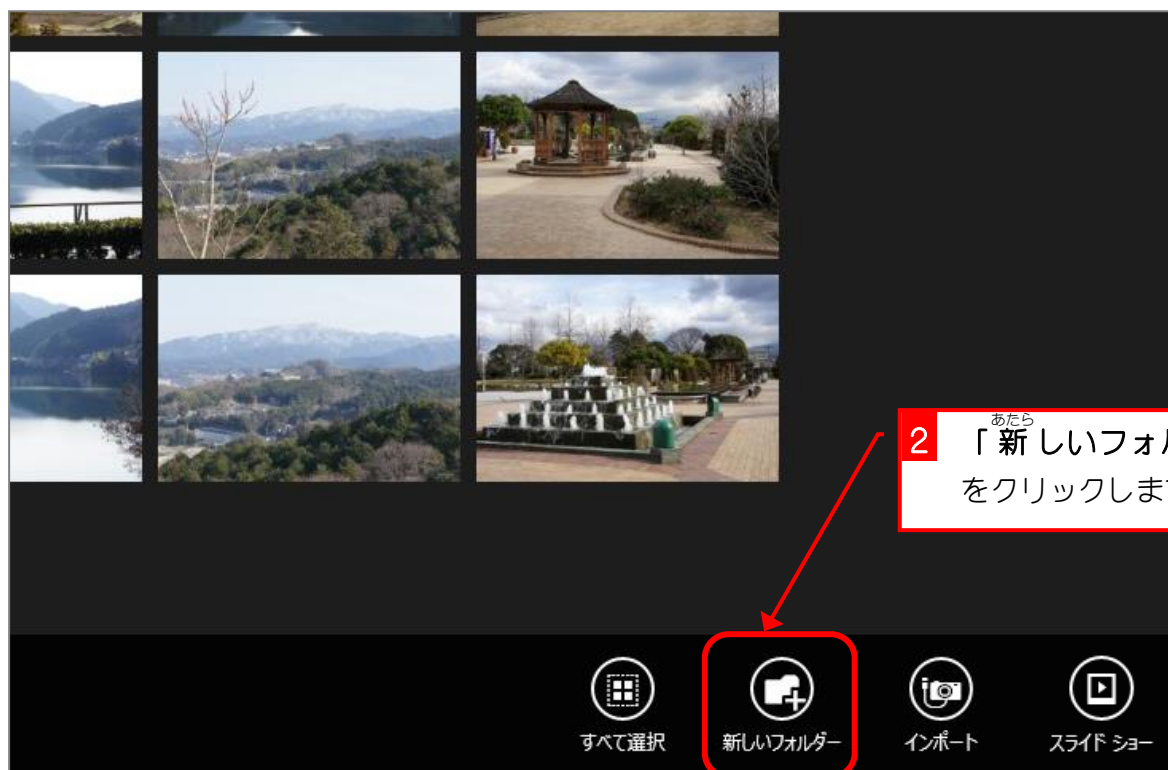 あたら
2 「新しいフォル
をクリックしま
すべて選択
新しいフォルダー
インポート
スライド ショー